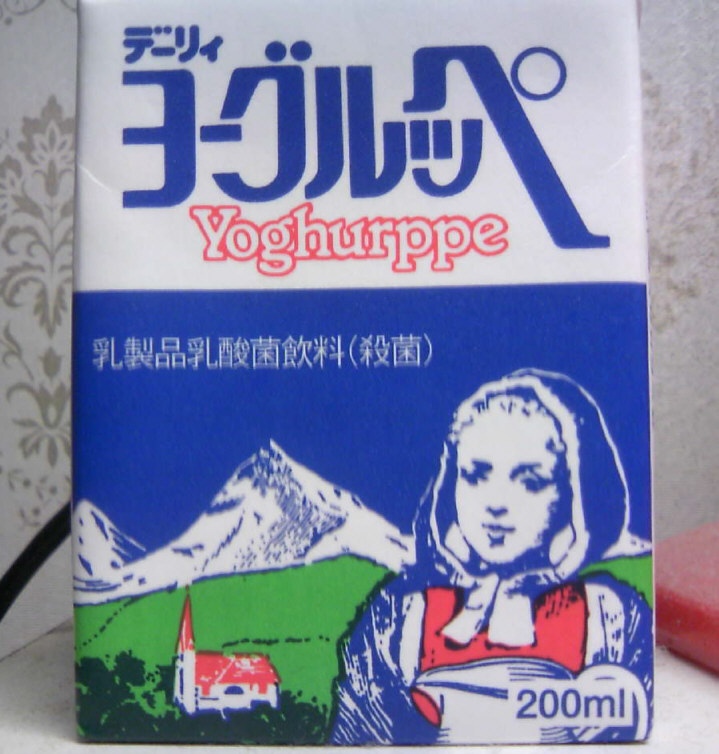 デーリィ
ヨーグルッペ
Yoghurppe
乳製品乳酸菌飲料(殺菌)
200ml